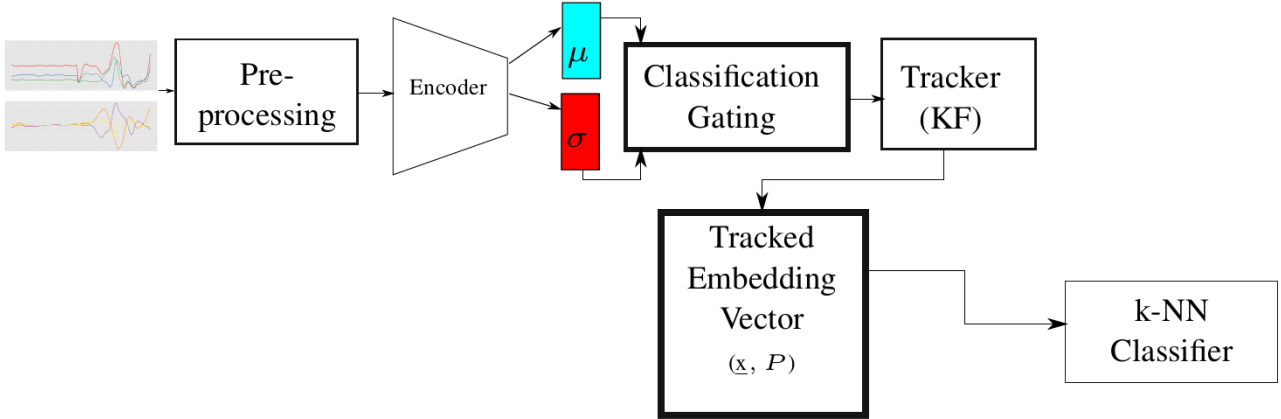 Pre-
processing
Encoder
μ
σ
Classification
Gating
Tracker
(KF)
Tracked
Embedding
Vector
(x̲, P)
k-NN
Classifier